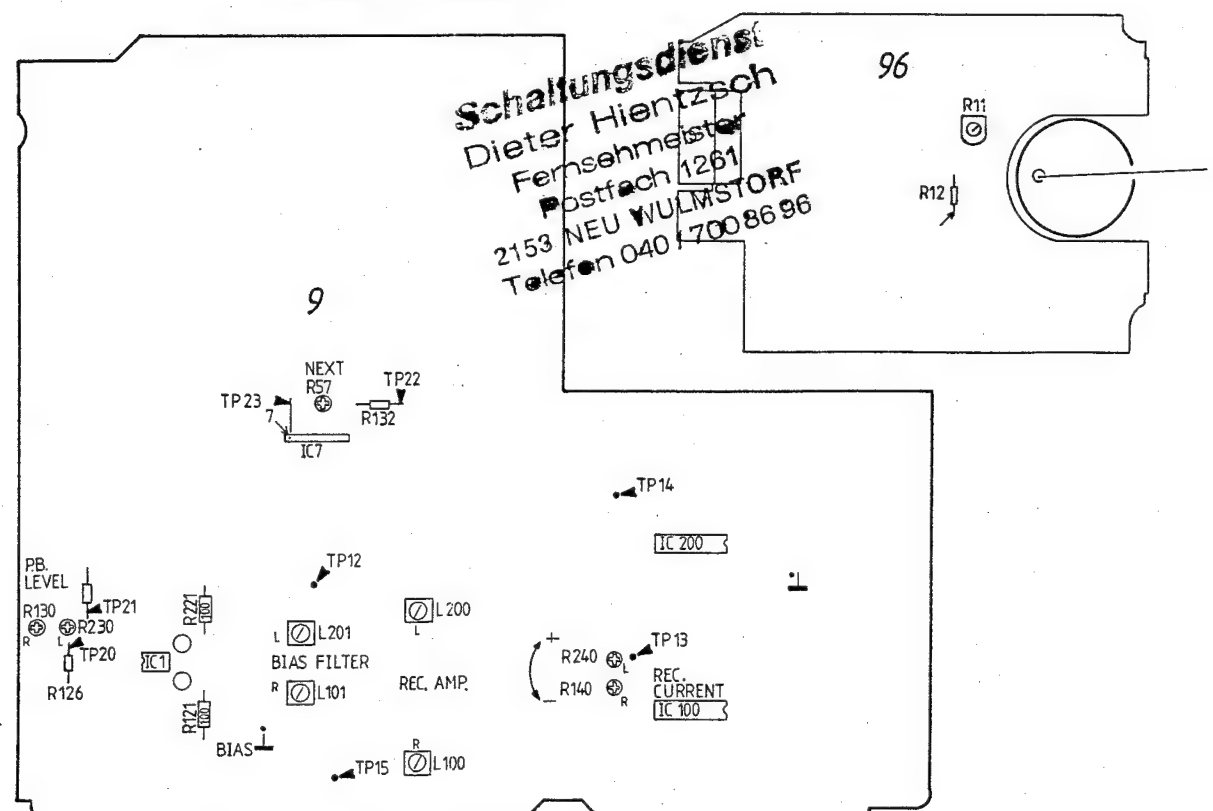 Schaltungsdienst
Dieter Hientzsch
Fernsehmeister
Postfach 1261
2153 NEU WULMSTORF
Telefon 040 / 700 86 96
96
R11
R12
9
NEXT
R57
TP23
TP22
7
R132
IC7
TP14
IC 200
TP12
P.B.
LEVEL
TP21
R221
100
L200
L
R130
R
R230
L
L L201
TP20
IC1
BIAS FILTER
TP13
+
R240 L
R126
R L101
REC. AMP.
REC.
CURRENT
R140 R
-
IC 100
R121
100
BIAS
R
L100
TP15